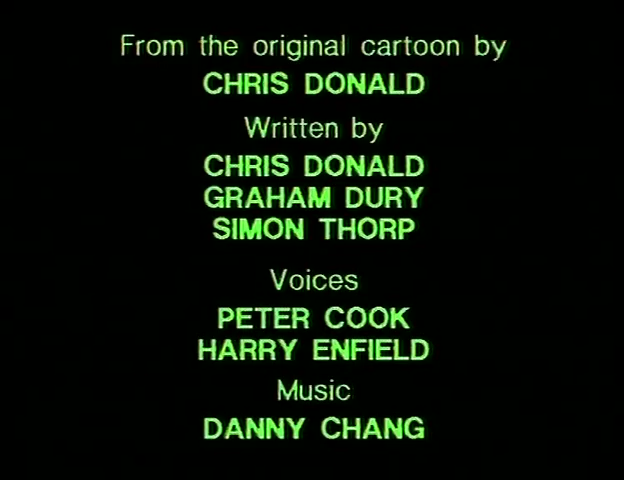 From the original cartoon by
CHRIS DONALD
Written by
CHRIS DONALD
GRAHAM DURY
SIMON THORP
Voices
PETER COOK
HARRY ENFIELD
Music
DANNY CHANG